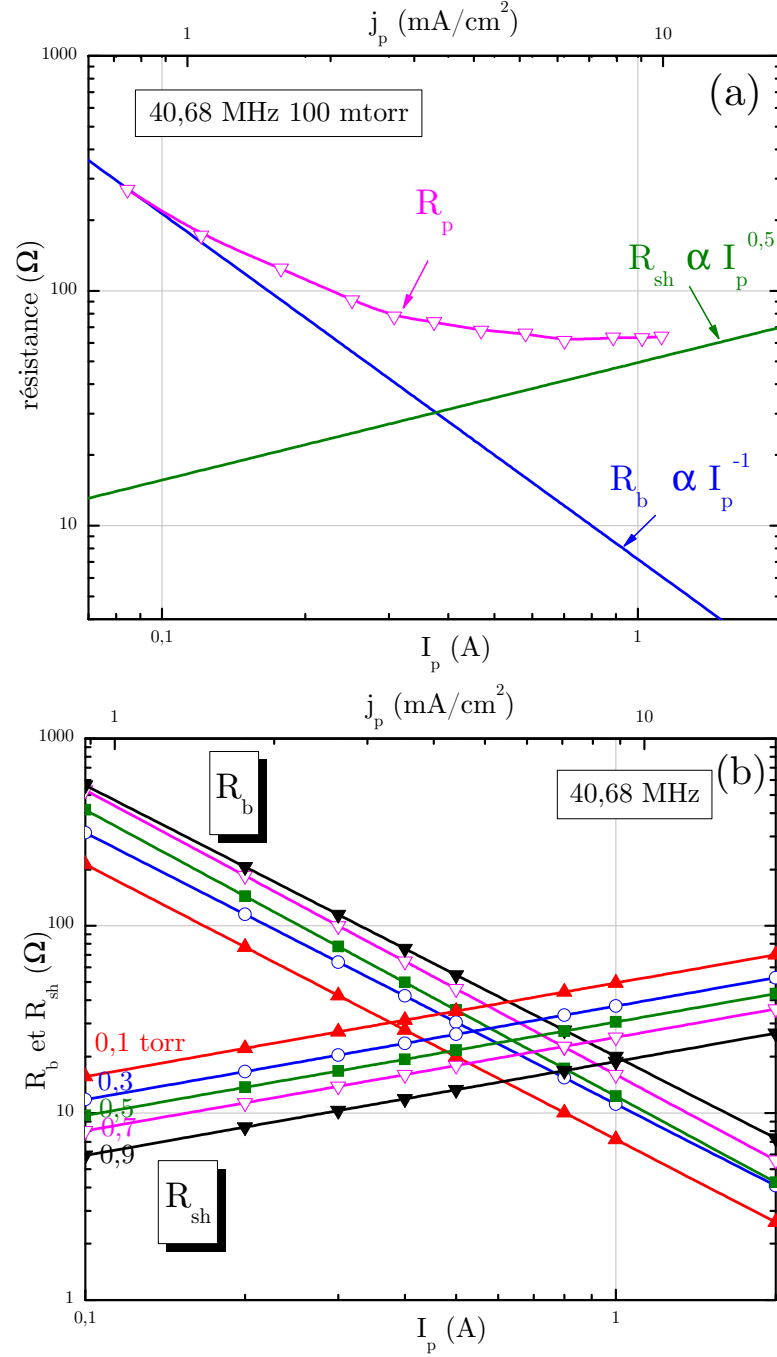 j_p (mA/cm²)
1 10
1000
(a)
40,68 MHz 100 mtorr
R_p
R_sh α I_p^0,5
résistance (Ω)
100
R_b α I_p^-1
10
0,1 1
I_p (A)
j_p (mA/cm²)
1 10
1000
R_b
(b)
40,68 MHz
100
R_b et R_sh (Ω)
0,1 torr
0,3
0,5
10
0,7
0,9
R_sh
1
0,1 1
I_p (A)